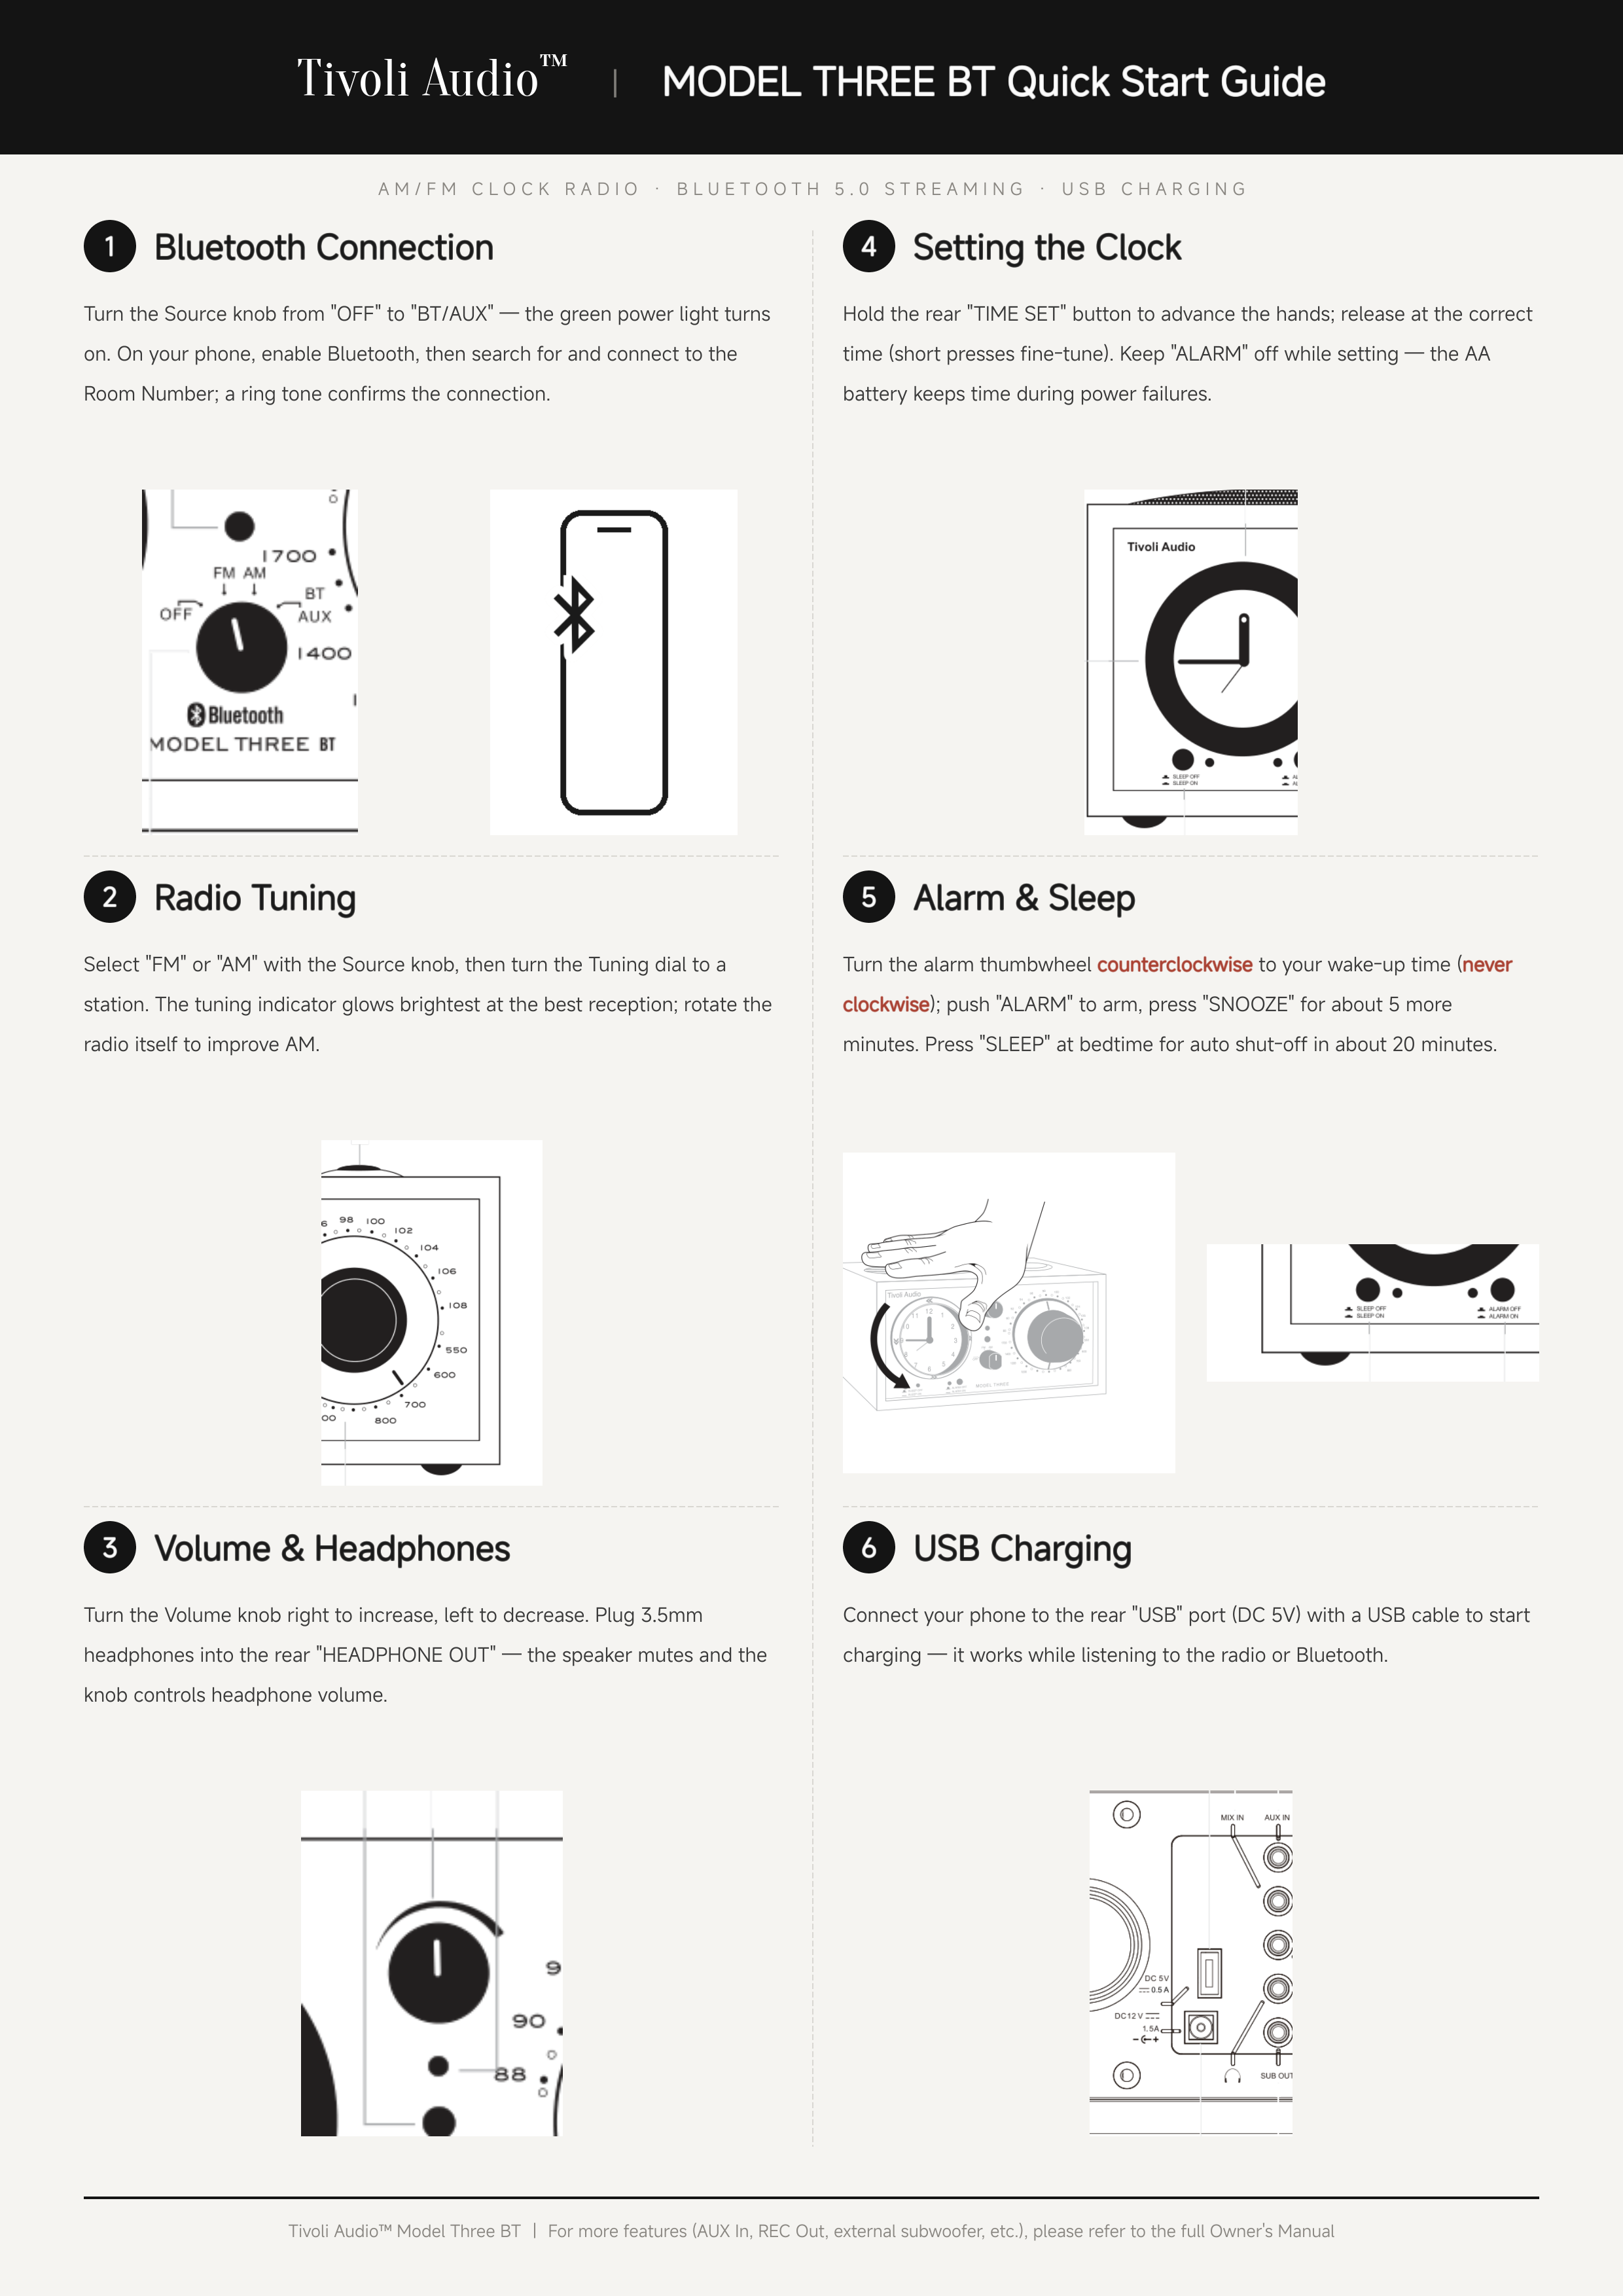 Tivoli Audio™ | MODEL THREE BT Quick Start Guide
AM/FM CLOCK RADIO · BLUETOOTH 5.0 STREAMING · USB CHARGING
1 Bluetooth Connection
Turn the Source knob from "OFF" to "BT/AUX" — the green power light turns
on. On your phone, enable Bluetooth, then search for and connect to the
Room Number; a ring tone confirms the connection.
1700
FM AM
BT
OFF
AUX
1400
Bluetooth
MODEL THREE BT
2 Radio Tuning
Select "FM" or "AM" with the Source knob, then turn the Tuning dial to a
station. The tuning indicator glows brightest at the best reception; rotate the
radio itself to improve AM.
6 98 100
102
104
106
108
550
600
700
00 800
3 Volume & Headphones
Turn the Volume knob right to increase, left to decrease. Plug 3.5mm
headphones into the rear "HEADPHONE OUT" — the speaker mutes and the
knob controls headphone volume.
9
90
88
4 Setting the Clock
Hold the rear "TIME SET" button to advance the hands; release at the correct
time (short presses fine-tune). Keep "ALARM" off while setting — the AA
battery keeps time during power failures.
Tivoli Audio
SLEEP OFF
SLEEP ON
5 Alarm & Sleep
Turn the alarm thumbwheel counterclockwise to your wake-up time (never
clockwise); push "ALARM" to arm, press "SNOOZE" for about 5 more
minutes. Press "SLEEP" at bedtime for auto shut-off in about 20 minutes.
Tivoli Audio
MODEL THREE
SLEEP OFF
SLEEP ON
ALARM OFF
ALARM ON
6 USB Charging
Connect your phone to the rear "USB" port (DC 5V) with a USB cable to start
charging — it works while listening to the radio or Bluetooth.
MIX IN AUX IN
DC 5V
0.5 A
DC12 V
1.5A
SUB OUT
Tivoli Audio™ Model Three BT | For more features (AUX In, REC Out, external subwoofer, etc.), please refer to the full Owner's Manual